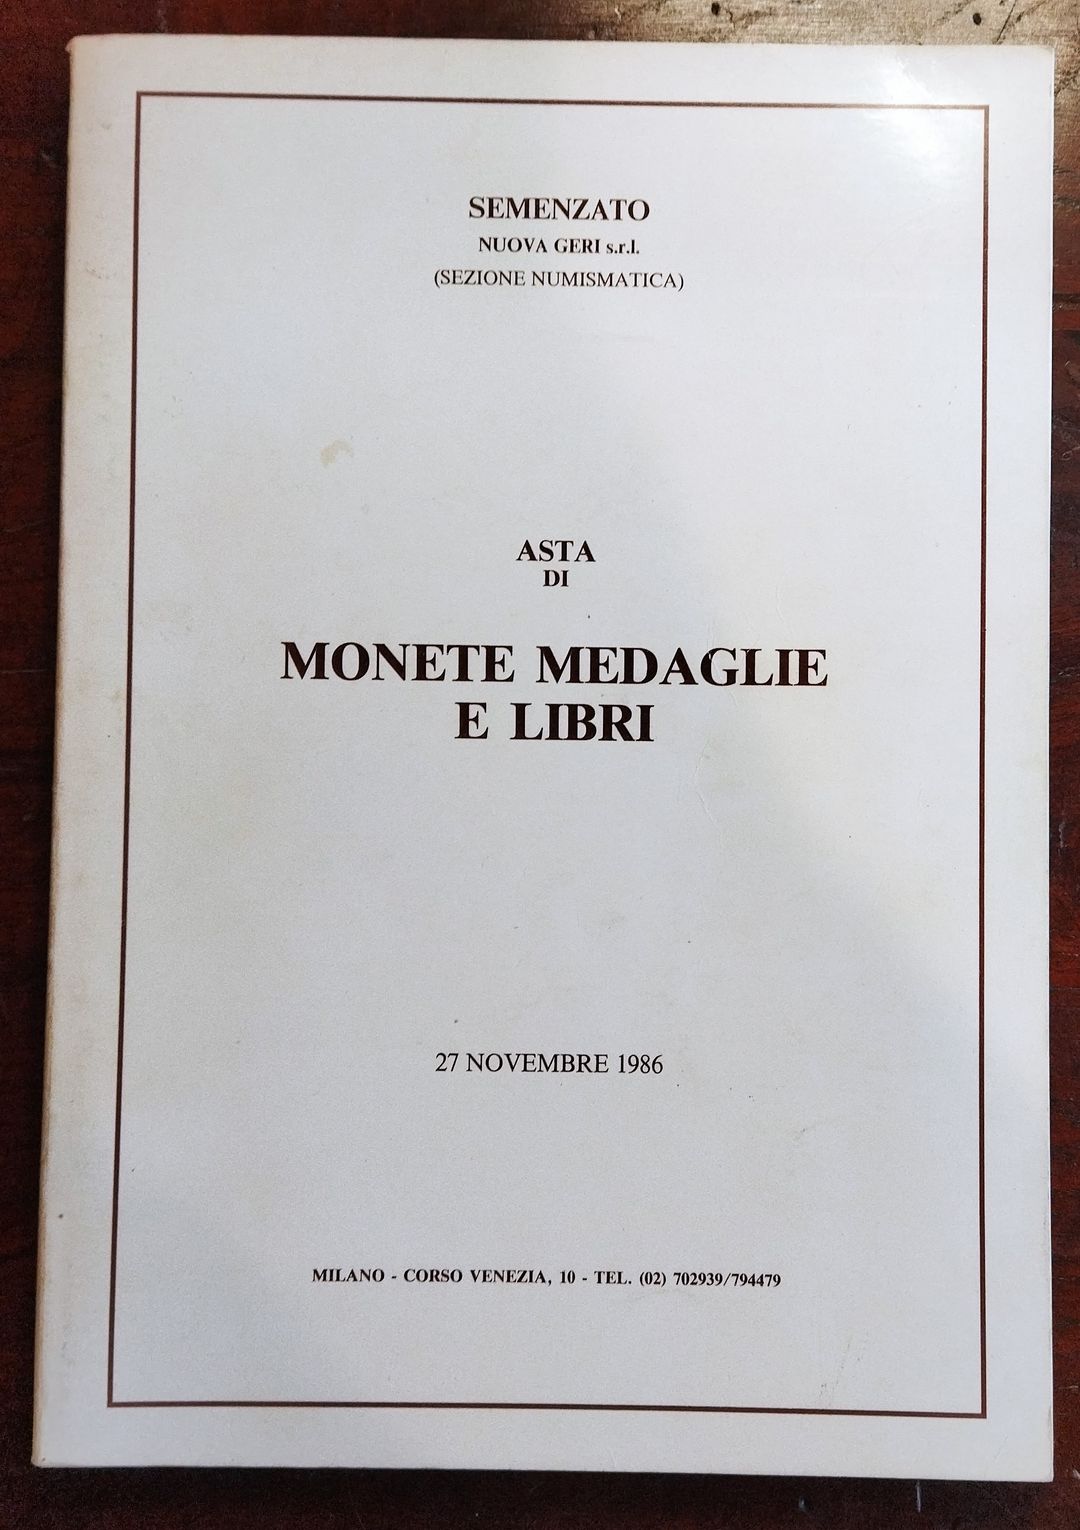 SEMENZATO
NUOVA GERI s.r.l.
(SEZIONE NUMISMATICA)
ASTA
DI
MONETE MEDAGLIE
E LIBRI
27 NOVEMBRE 1986
MILANO - CORSO VENEZIA, 10 - TEL. (02) 702939/794479